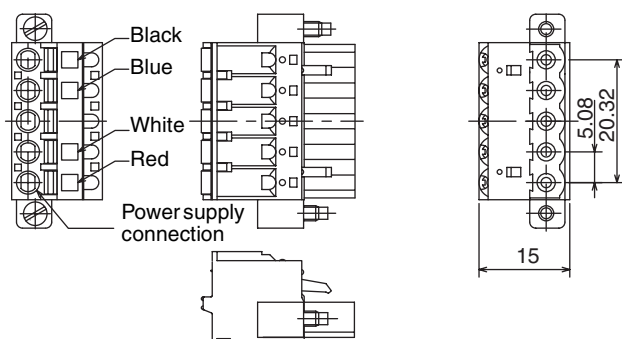 Black
Blue
White
Red
Power supply
connection
5.08
20.32
15